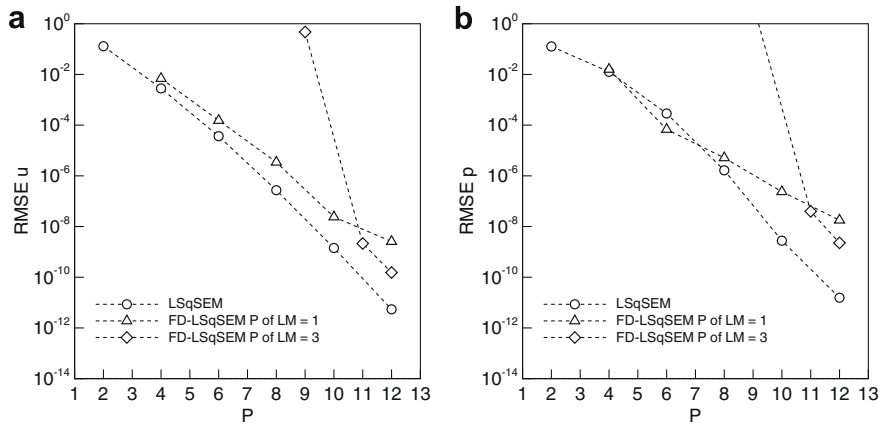 a
10^0
10^-2
10^-4
10^-6
10^-8
10^-10
10^-12
10^-14
RMSE u
LSqSEM
FD-LSqSEM P of LM = 1
FD-LSqSEM P of LM = 3
1 2 3 4 5 6 7 8 9 10 11 12 13
P
b
10^0
10^-2
10^-4
10^-6
10^-8
10^-10
10^-12
10^-14
RMSE p
LSqSEM
FD-LSqSEM P of LM = 1
FD-LSqSEM P of LM = 3
1 2 3 4 5 6 7 8 9 10 11 12 13
P